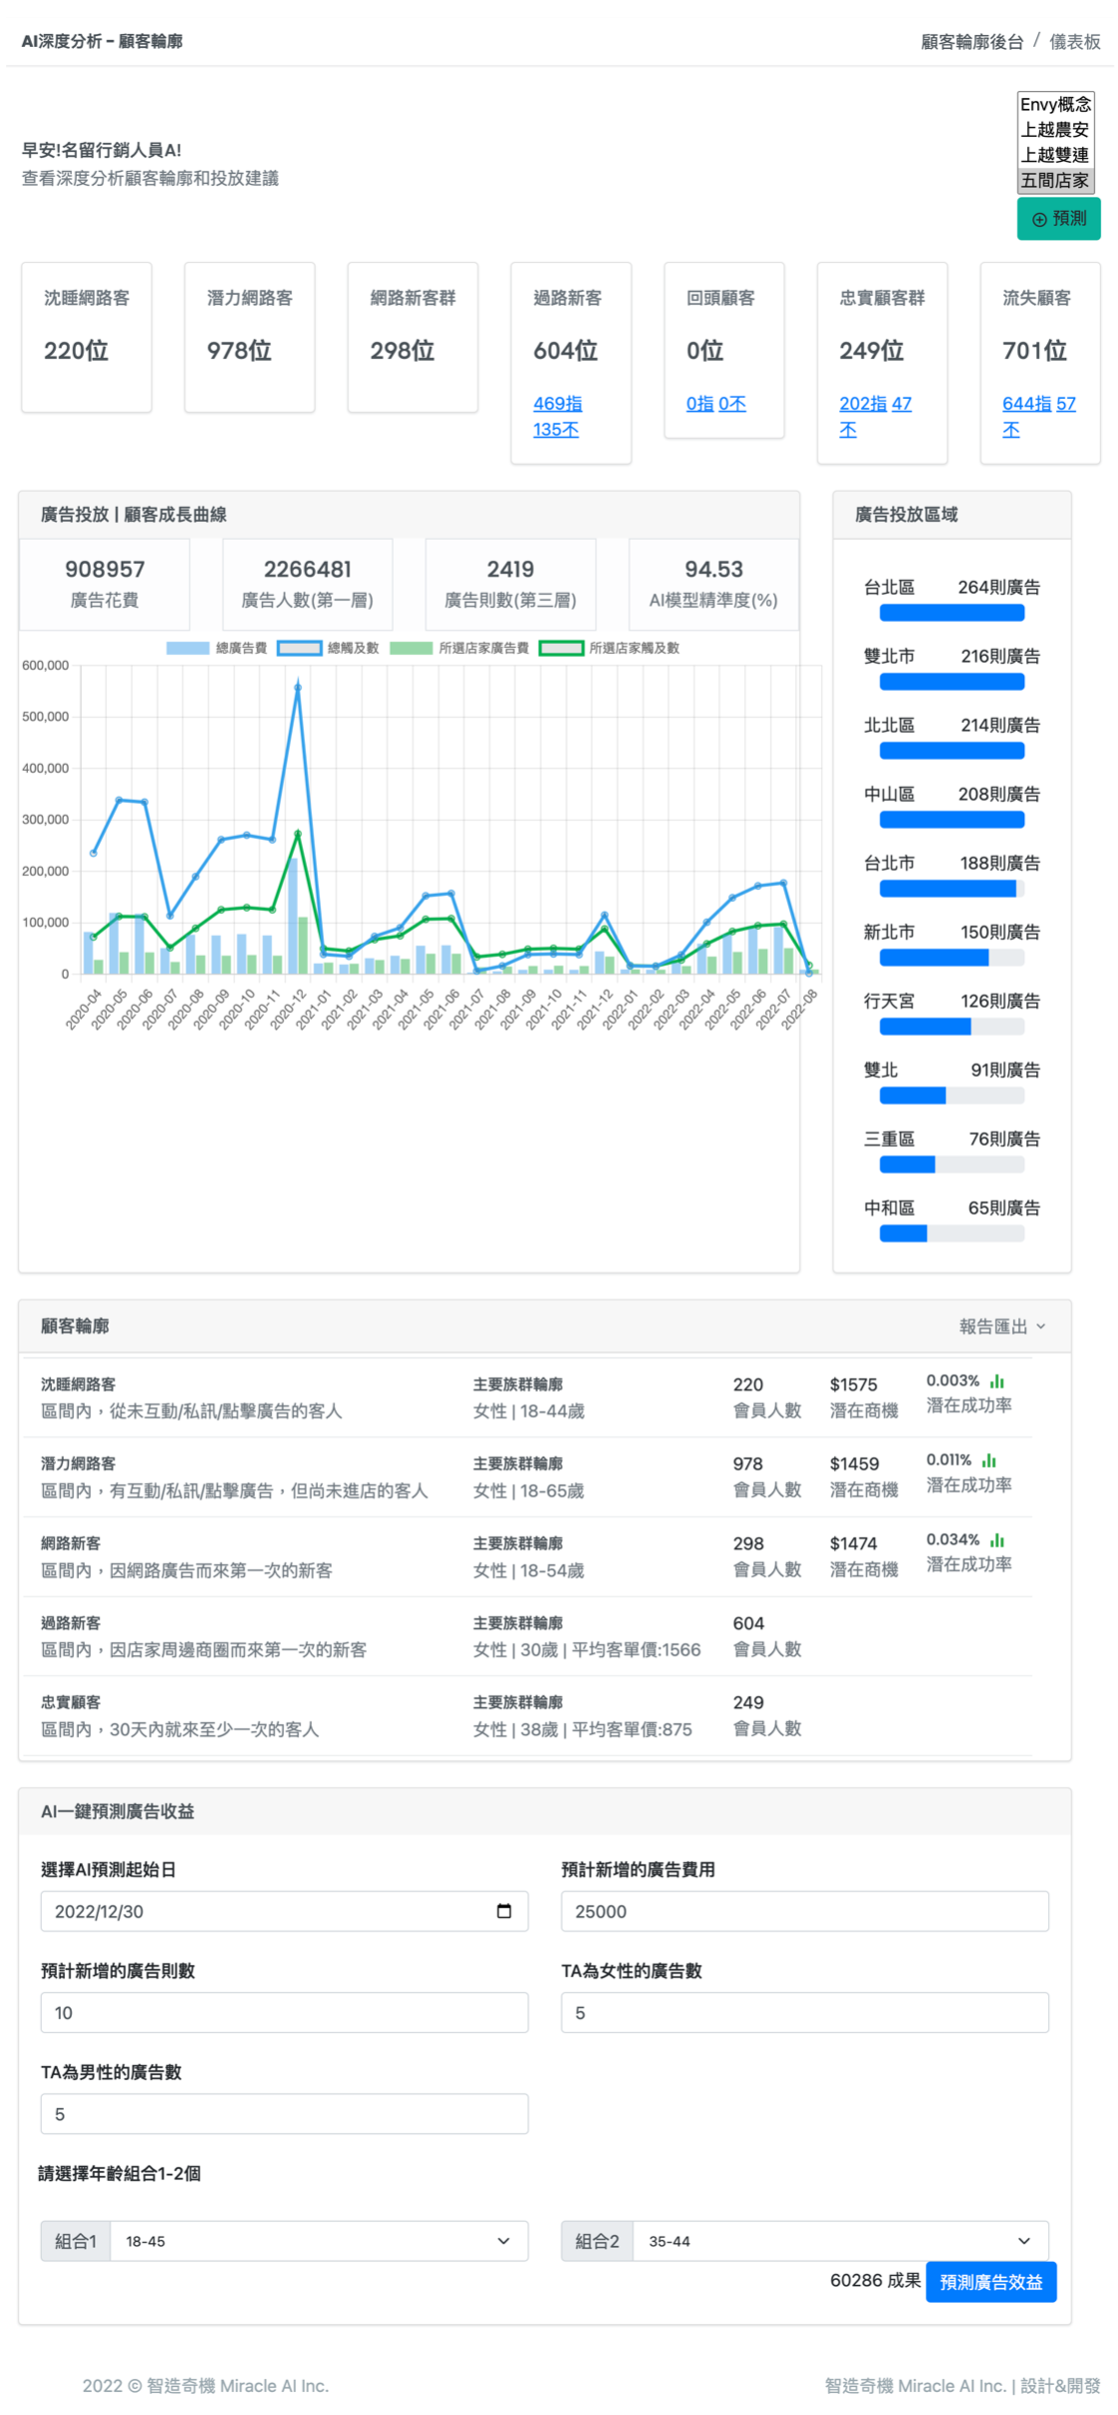 AI深度分析 - 顧客輪廓
顧客輪廓後台 / 儀表板
Envy概念
上越農安
上越雙連
五間店家
早安!名留行銷人員A!
查看深度分析顧客輪廓和投放建議
預測
沈睡網路客
220位
潛力網路客
978位
網路新客群
298位
過路新客
604位
469指
135不
回頭顧客
0位
0指 0不
忠實顧客群
249位
202指 47
不
流失顧客
701位
644指 57
不
廣告投放 | 顧客成長曲線
908957
廣告花費
2266481
廣告人數(第一層)
2419
廣告則數(第三層)
94.53
AI模型精準度(%)
總廣告費 總觸及數 所選店家廣告費 所選店家觸及數
600,000
500,000
400,000
300,000
200,000
100,000
0
2020-04
2020-05
2020-06
2020-07
2020-08
2020-09
2020-10
2020-11
2020-12
2021-01
2021-02
2021-03
2021-04
2021-05
2021-06
2021-07
2021-08
2021-09
2021-10
2021-11
2021-12
2022-01
2022-02
2022-03
2022-04
2022-05
2022-06
2022-07
2022-08
廣告投放區域
台北區 264則廣告
雙北市 216則廣告
北北區 214則廣告
中山區 208則廣告
台北市 188則廣告
新北市 150則廣告
行天宮 126則廣告
雙北 91則廣告
三重區 76則廣告
中和區 65則廣告
顧客輪廓
報告匯出
沈睡網路客 主要族群輪廓 220 $1575 0.003%
區間內，從未互動/私訊/點擊廣告的客人 女性 | 18-44歲 會員人數 潛在商機 潛在成功率
潛力網路客 主要族群輪廓 978 $1459 0.011%
區間內，有互動/私訊/點擊廣告，但尚未進店的客人 女性 | 18-65歲 會員人數 潛在商機 潛在成功率
網路新客 主要族群輪廓 298 $1474 0.034%
區間內，因網路廣告而來第一次的新客 女性 | 18-54歲 會員人數 潛在商機 潛在成功率
過路新客 主要族群輪廓 604
區間內，因店家周邊商圈而來第一次的新客 女性 | 30歲 | 平均客單價:1566 會員人數
忠實顧客 主要族群輪廓 249
區間內，30天內就來至少一次的客人 女性 | 38歲 | 平均客單價:875 會員人數
AI一鍵預測廣告收益
選擇AI預測起始日 預計新增的廣告費用
2022/12/30 25000
預計新增的廣告則數 TA為女性的廣告數
10 5
TA為男性的廣告數
5
請選擇年齡組合1-2個
組合1 18-45 組合2 35-44
60286 成果 預測廣告效益
2022 © 智造奇機 Miracle AI Inc.
智造奇機 Miracle AI Inc. | 設計&開發